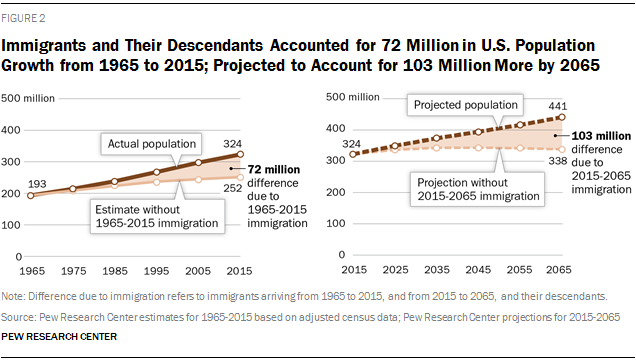 FIGURE 2
Immigrants and Their Descendants Accounted for 72 Million in U.S. Population
Growth from 1965 to 2015; Projected to Account for 103 Million More by 2065
500 million
400
300
200
100
0
193
Actual population
324
72 million
difference
due to
1965-2015
immigration
252
Estimate without
1965-2015 immigration
1965
1975
1985
1995
2005
2015
500 million
400
300
200
100
0
324
Projected population
441
103 million
difference
due to
2015-2065
immigration
338
Projection without
2015-2065 immigration
2015
2025
2035
2045
2055
2065
Note: Difference due to immigration refers to immigrants arriving from 1965 to 2015, and from 2015 to 2065, and their descendants.
Source: Pew Research Center estimates for 1965-2015 based on adjusted census data; Pew Research Center projections for 2015-2065
PEW RESEARCH CENTER